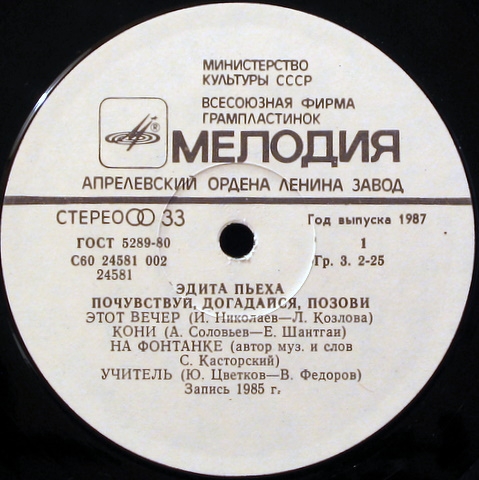 МИНИСТЕРСТВО
КУЛЬТУРЫ СССР
ВСЕСОЮЗНАЯ ФИРМА
ГРАМПЛАСТИНОК
МЕЛОДИЯ
АПРЕЛЕВСКИЙ ОРДЕНА ЛЕНИНА ЗАВОД
СТЕРЕО 33 Год выпуска 1987
ГОСТ 5289-80 1
С60 24581 002 Гр. 3. 2-25
24581
ЭДИТА ПЬЕХА
ПОЧУВСТВУЙ, ДОГАДАЙСЯ, ПОЗОВИ
ЭТОТ ВЕЧЕР (И. Николаев—Л. Козлова)
КОНИ (А. Соловьев—Е. Шантгаи)
НА ФОНТАНКЕ (автор муз. и слов
С. Касторский)
УЧИТЕЛЬ (Ю. Цветков—В. Федоров)
Запись 1985 г.